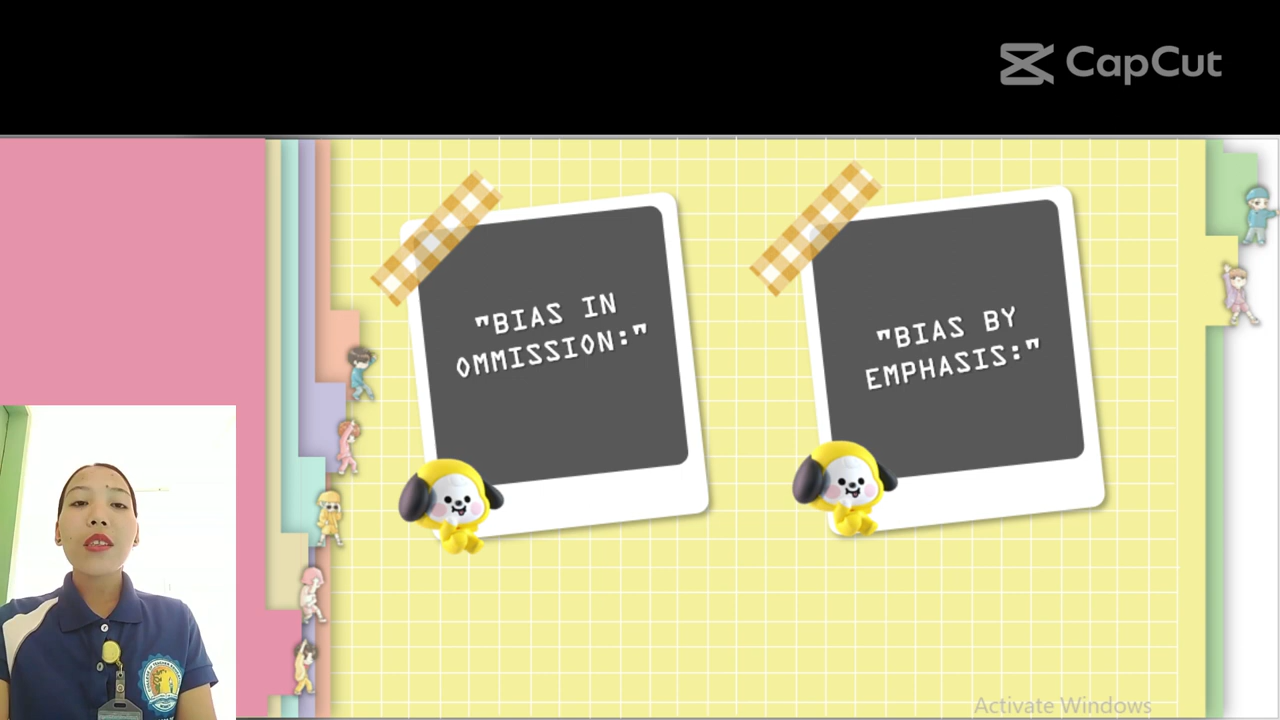 CapCut
"BIAS IN
OMMISSION:"
"BIAS BY
EMPHASIS:"
Activate Windows